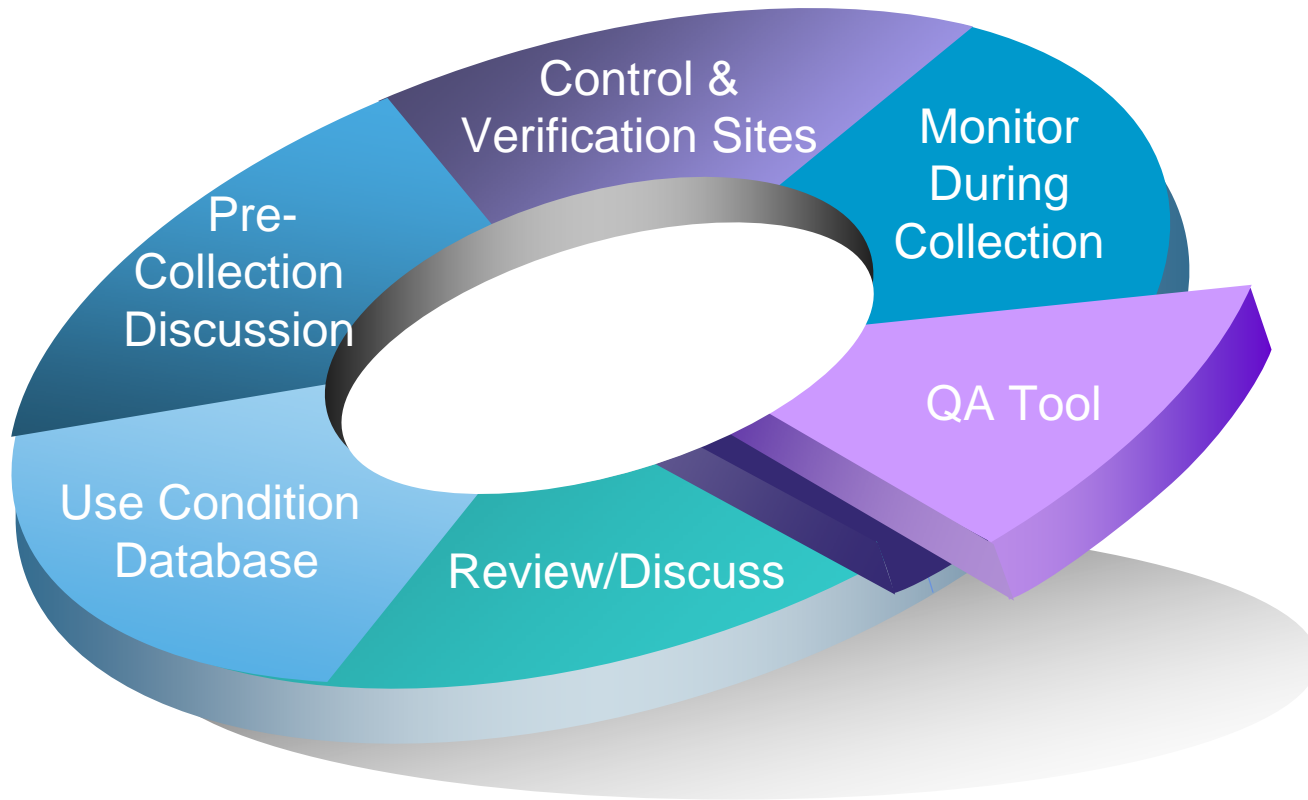 Control &
Verification Sites
Monitor
During
Collection
Pre-
Collection
Discussion
QA Tool
Use Condition
Database
Review/Discuss